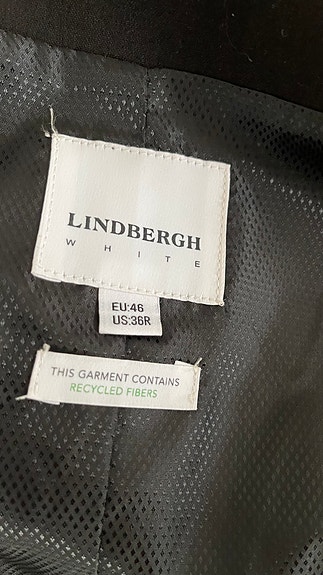 LINDBERGH
WHITE
EU:46
US:36R
THIS GARMENT CONTAINS
RECYCLED FIBERS